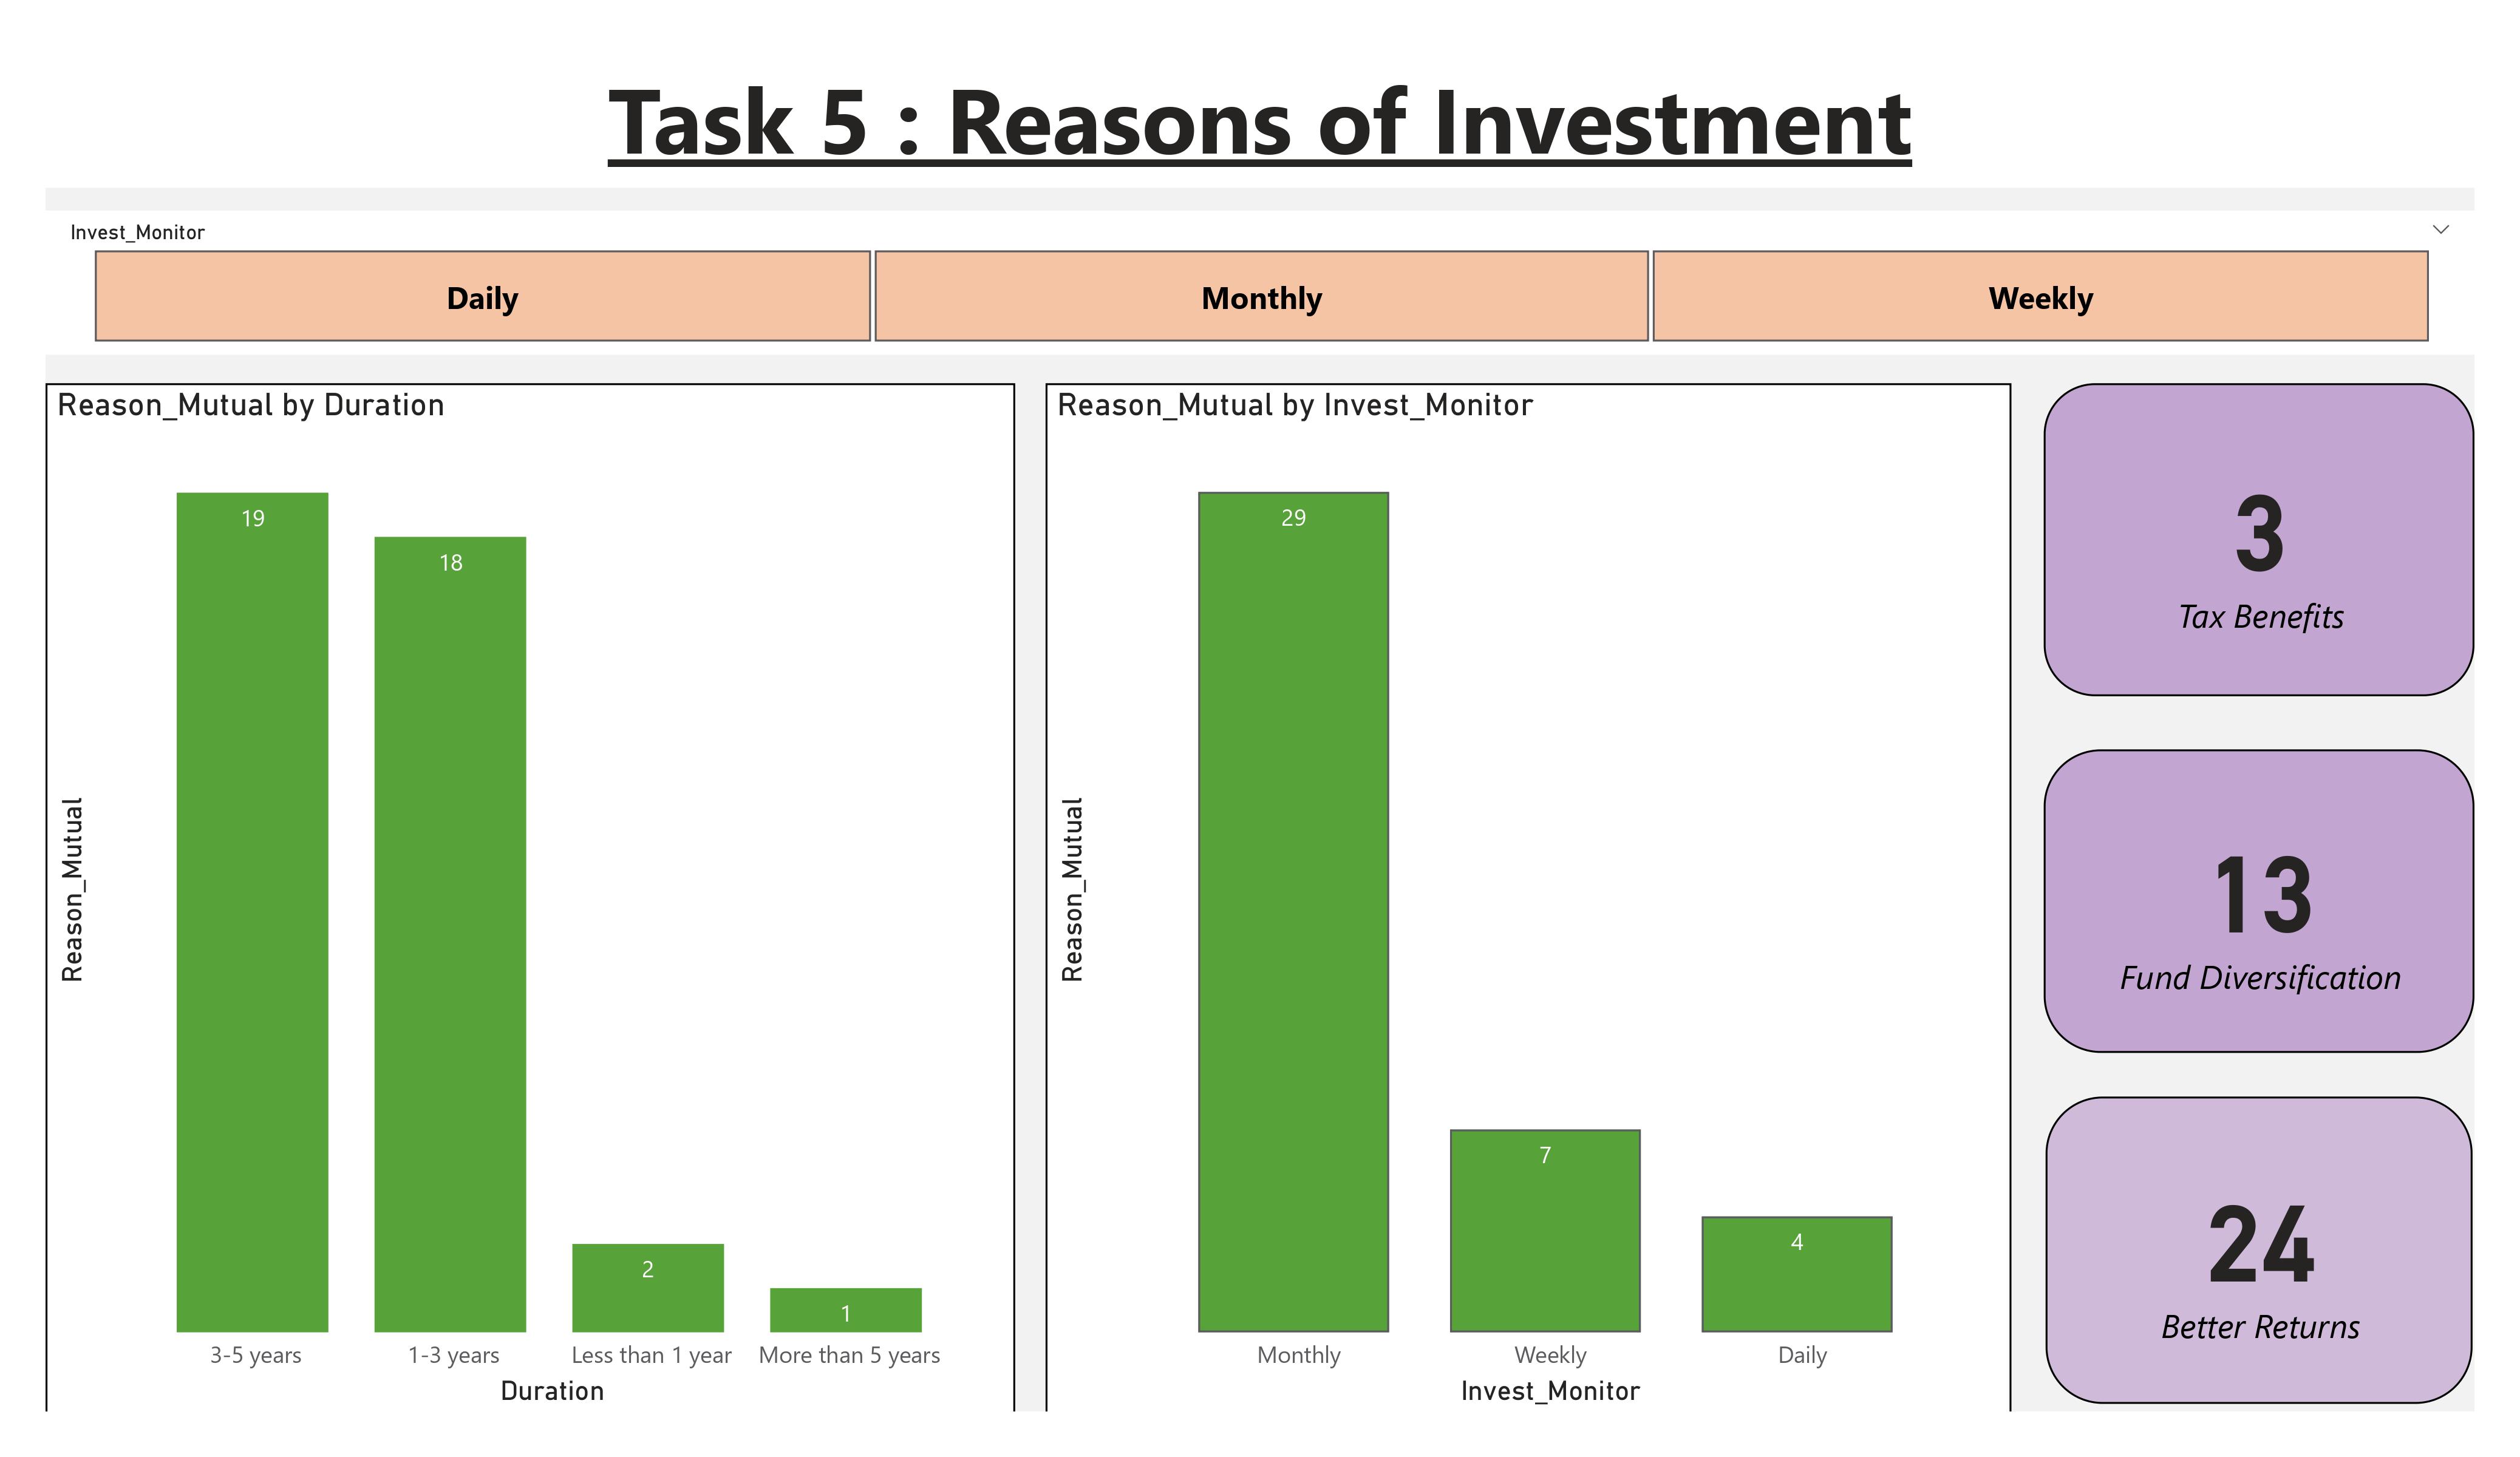 Task 5 : Reasons of Investment
Invest_Monitor
Daily
Monthly
Weekly
Reason_Mutual by Duration
Reason_Mutual
19
18
2
1
3-5 years
1-3 years
Less than 1 year
More than 5 years
Duration
Reason_Mutual by Invest_Monitor
Reason_Mutual
29
7
4
Monthly
Weekly
Daily
Invest_Monitor
3
Tax Benefits
13
Fund Diversification
24
Better Returns